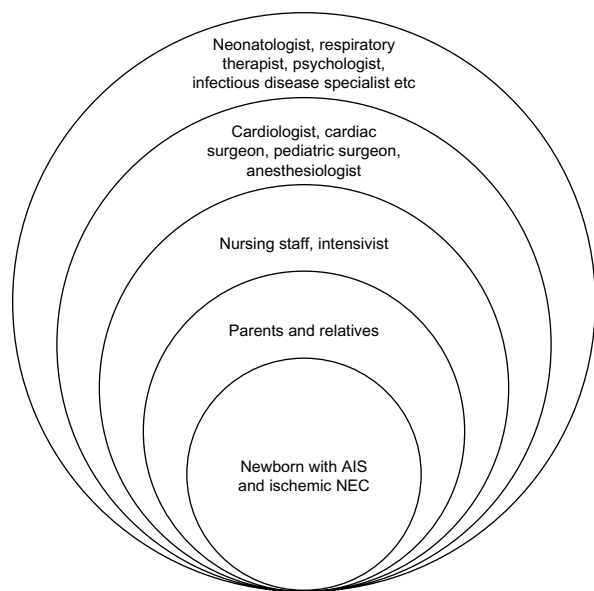 Neonatologist, respiratory
therapist, psychologist,
infectious disease specialist etc
Cardiologist, cardiac
surgeon, pediatric surgeon,
anesthesiologist
Nursing staff, intensivist
Parents and relatives
Newborn with AIS
and ischemic NEC